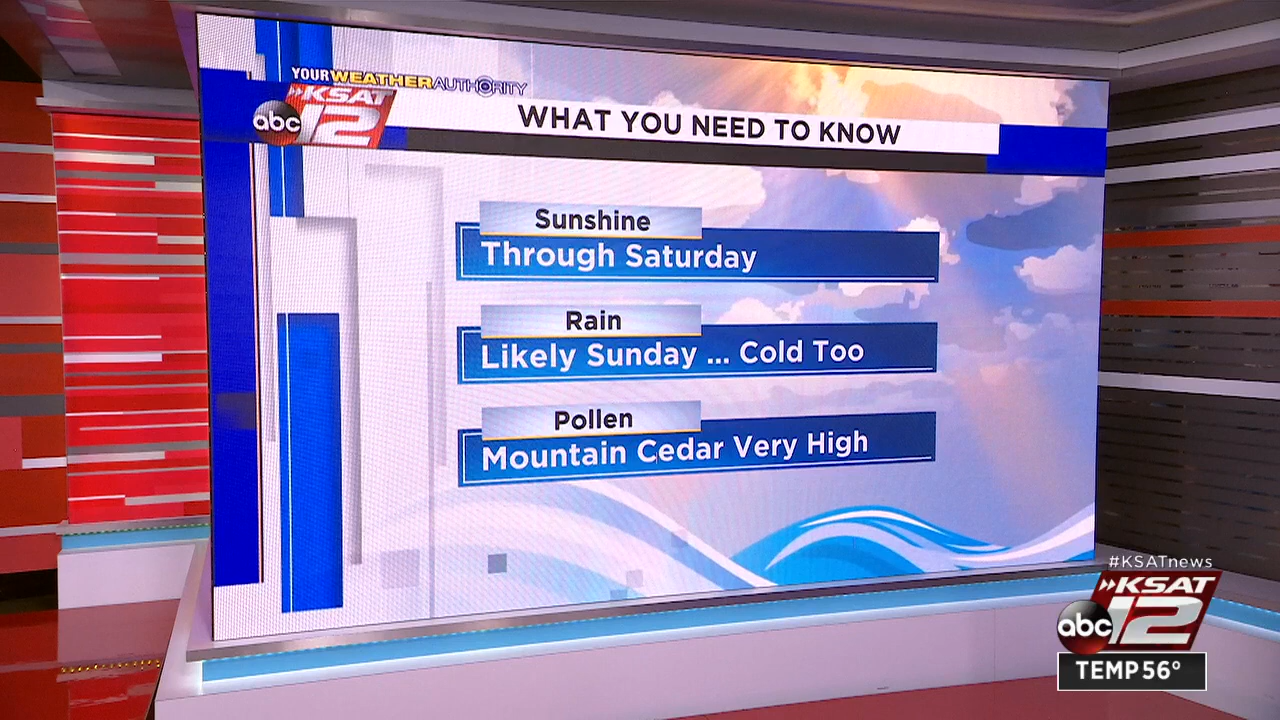 YOUR WEATHER AUTHORITY
KSAT
abc 12
WHAT YOU NEED TO KNOW
Sunshine
Through Saturday
Rain
Likely Sunday ... Cold Too
Pollen
Mountain Cedar Very High
#KSATnews
KSAT
abc 12
TEMP 56°